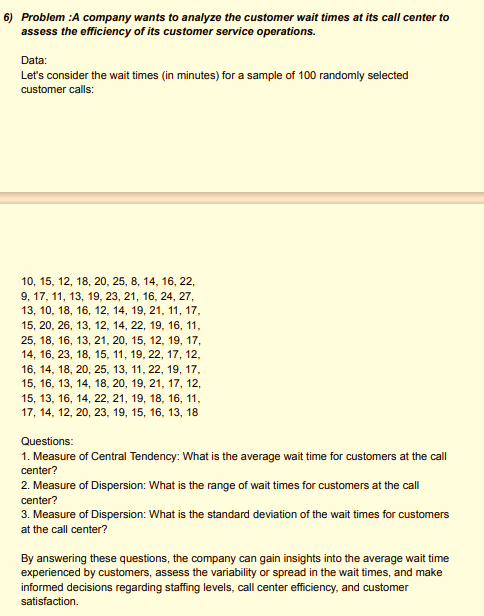 6) Problem :A company wants to analyze the customer wait times at its call center to
assess the efficiency of its customer service operations.
Data:
Let's consider the wait times (in minutes) for a sample of 100 randomly selected
customer calls:
10, 15, 12, 18, 20, 25, 8, 14, 16, 22,
9, 17, 11, 13, 19, 23, 21, 16, 24, 27,
13, 10, 18, 16, 12, 14, 19, 21, 11, 17,
15, 20, 26, 13, 12, 14, 22, 19, 16, 11,
25, 18, 16, 13, 21, 20, 15, 12, 19, 17,
14, 16, 23, 18, 15, 11, 19, 22, 17, 12,
16, 14, 18, 20, 25, 13, 11, 22, 19, 17,
15, 16, 13, 14, 18, 20, 19, 21, 17, 12,
15, 13, 16, 14, 22, 21, 19, 18, 16, 11,
17, 14, 12, 20, 23, 19, 15, 16, 13, 18
Questions:
1. Measure of Central Tendency: What is the average wait time for customers at the call
center?
2. Measure of Dispersion: What is the range of wait times for customers at the call
center?
3. Measure of Dispersion: What is the standard deviation of the wait times for customers
at the call center?
By answering these questions, the company can gain insights into the average wait time
experienced by customers, assess the variability or spread in the wait times, and make
informed decisions regarding staffing levels, call center efficiency, and customer
satisfaction.